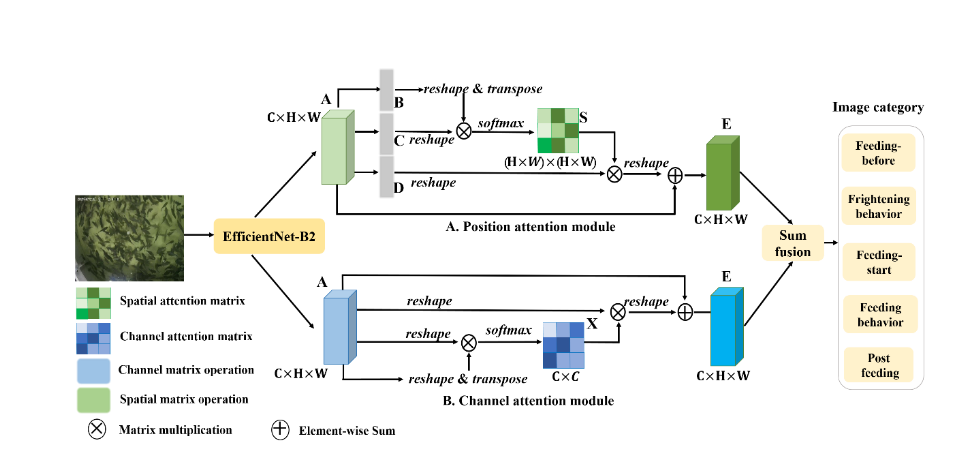 A
B
reshape & transpose
C×H×W
C
reshape
softmax
S
(H×W)×(H×W)
D
reshape
reshape
E
C×H×W
A. Position attention module
EfficientNet-B2
Sum
fusion
Image category
Feeding-
before
Frightening
behavior
Feeding-
start
Feeding
behavior
Post
feeding
A
C×H×W
reshape
reshape
softmax
X
C×C
reshape & transpose
reshape
E
C×H×W
B. Channel attention module
Spatial attention matrix
Channel attention matrix
Channel matrix operation
Spatial matrix operation
Matrix multiplication
Element-wise Sum